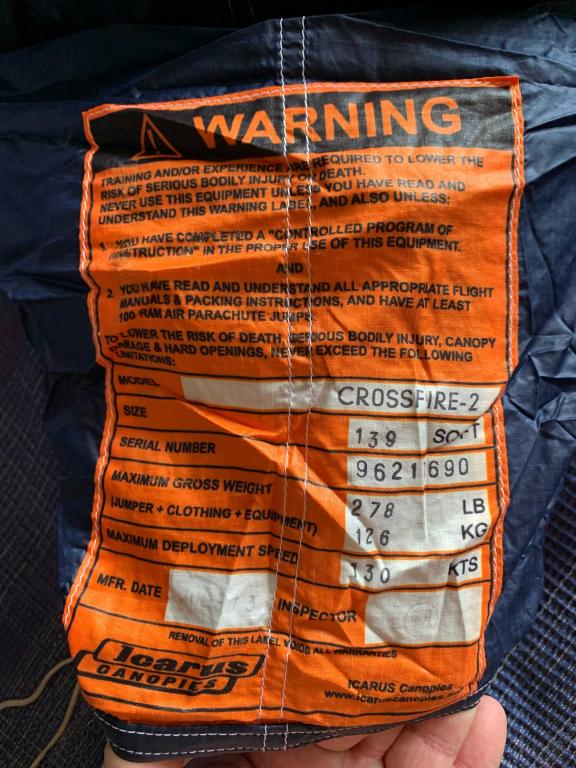 WARNING
TRAINING AND/OR EXPERIENCE ARE REQUIRED TO LOWER THE
RISK OF SERIOUS BODILY INJURY OR DEATH.
NEVER USE THIS EQUIPMENT UNLESS YOU HAVE READ AND
UNDERSTAND THIS WARNING LABEL, AND ALSO UNLESS:
1. YOU HAVE COMPLETED A "CONTROLLED PROGRAM OF
INSTRUCTION" IN THE PROPER USE OF THIS EQUIPMENT.
AND
2. YOU HAVE READ AND UNDERSTAND ALL APPROPRIATE FLIGHT
MANUALS & PACKING INSTRUCTIONS, AND HAVE AT LEAST
100 RAM AIR PARACHUTE JUMPS.
TO LOWER THE RISK OF DEATH, SERIOUS BODILY INJURY, CANOPY
DAMAGE & HARD OPENINGS, NEVER EXCEED THE FOLLOWING
LIMITATIONS:
MODEL CROSSFIRE-2
SIZE 139 SQFT
SERIAL NUMBER 9621690
MAXIMUM GROSS WEIGHT 278 LB
(JUMPER + CLOTHING + EQUIPMENT) 126 KG
MAXIMUM DEPLOYMENT SPEED 130 KTS
MFR. DATE INSPECTOR
REMOVAL OF THIS LABEL VOIDS ALL WARRANTIES
Icarus
CANOPIES
ICARUS Canopies
www.icaruscanopies